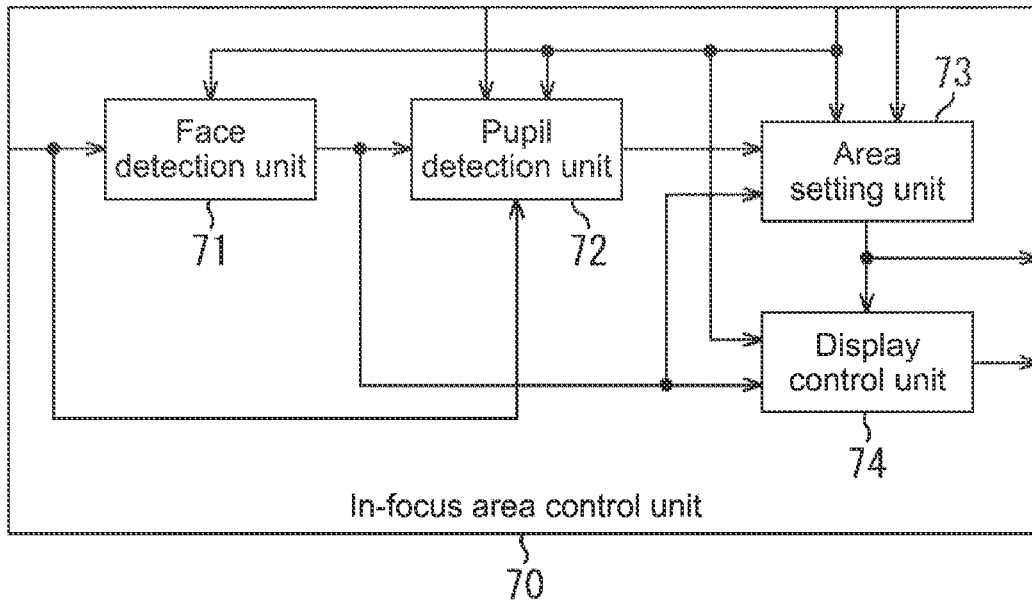 73
Face
detection unit
Pupil
detection unit
Area
setting unit
71
72
Display
control unit
74
In-focus area control unit
70